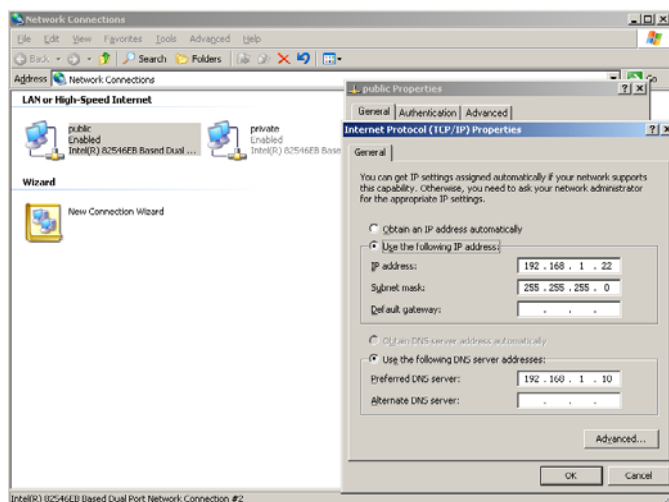 Network Connections
File Edit View Favorites Tools Advanced Help
Back Search Folders
Address Network Connections Go
LAN or High-Speed Internet
public
Enabled
Intel(R) 82546EB Based Dual ...
private
Enabled
Intel(R) 82546EB Base
Wizard
New Connection Wizard
public Properties
General Authentication Advanced
Internet Protocol (TCP/IP) Properties
General
You can get IP settings assigned automatically if your network supports
this capability. Otherwise, you need to ask your network administrator
for the appropriate IP settings.
Obtain an IP address automatically
Use the following IP address:
IP address: 192 . 168 . 1 . 22
Subnet mask: 255 . 255 . 255 . 0
Default gateway: . . .
Obtain DNS server address automatically
Use the following DNS server addresses:
Preferred DNS server: 192 . 168 . 1 . 10
Alternate DNS server: . . .
Advanced...
OK Cancel
Intel(R) 82546EB Based Dual Port Network Connection #2